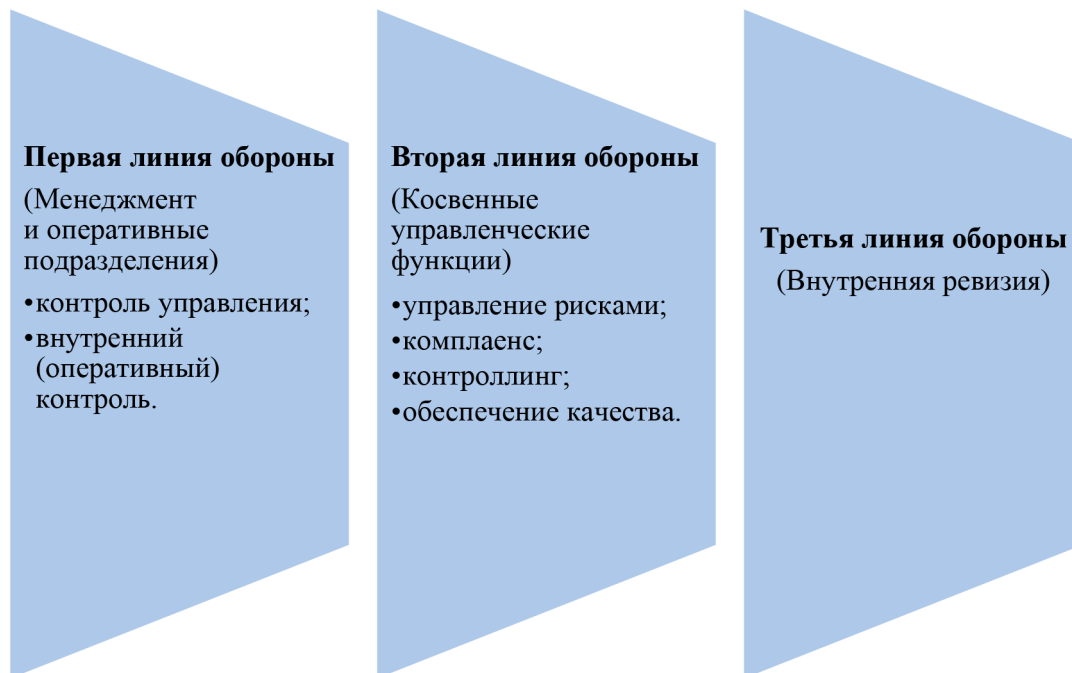 Первая линия обороны
(Менеджмент
и оперативные
подразделения)
•контроль управления;
•внутренний
(оперативный)
контроль.
Вторая линия обороны
(Косвенные
управленческие
функции)
•управление рисками;
•комплаенс;
•контроллинг;
•обеспечение качества.
Третья линия обороны
(Внутренняя ревизия)